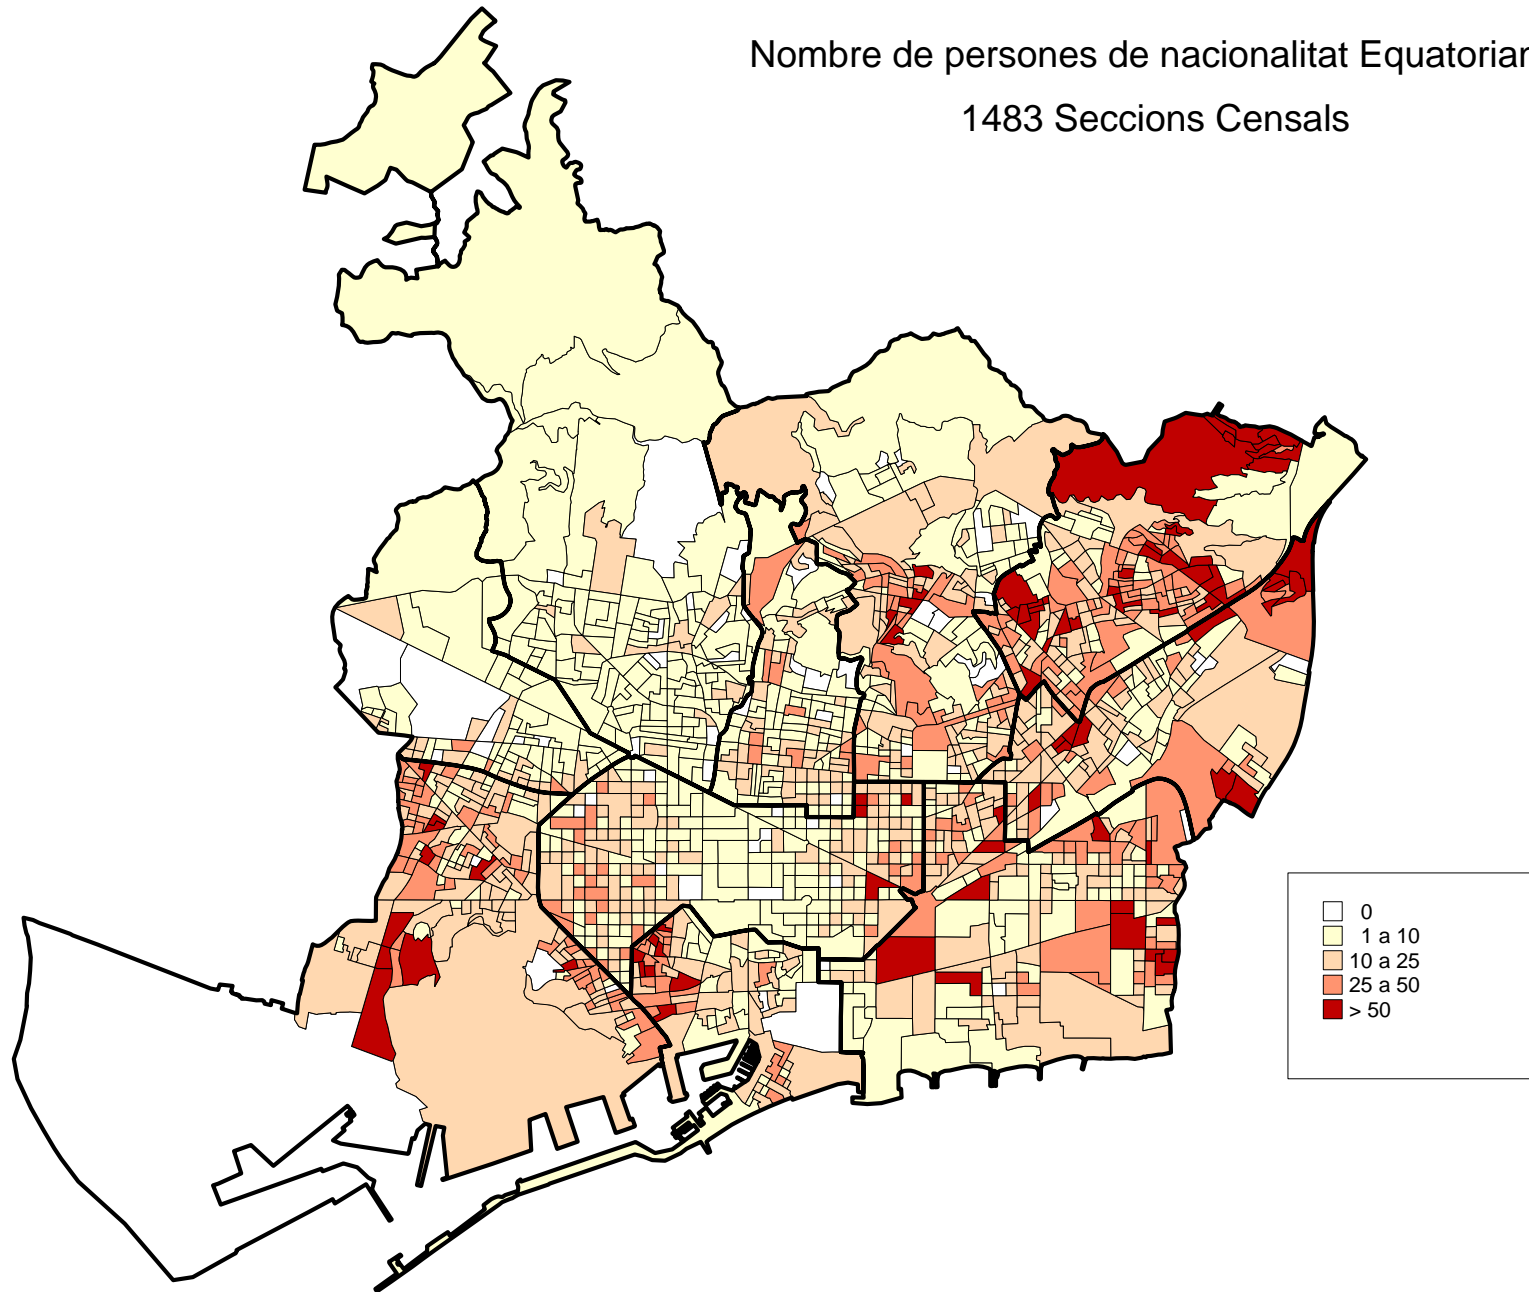 Nombre de persones de nacionalitat Equatorian
1483 Seccions Censals
0
1 a 10
10 a 25
25 a 50
> 50